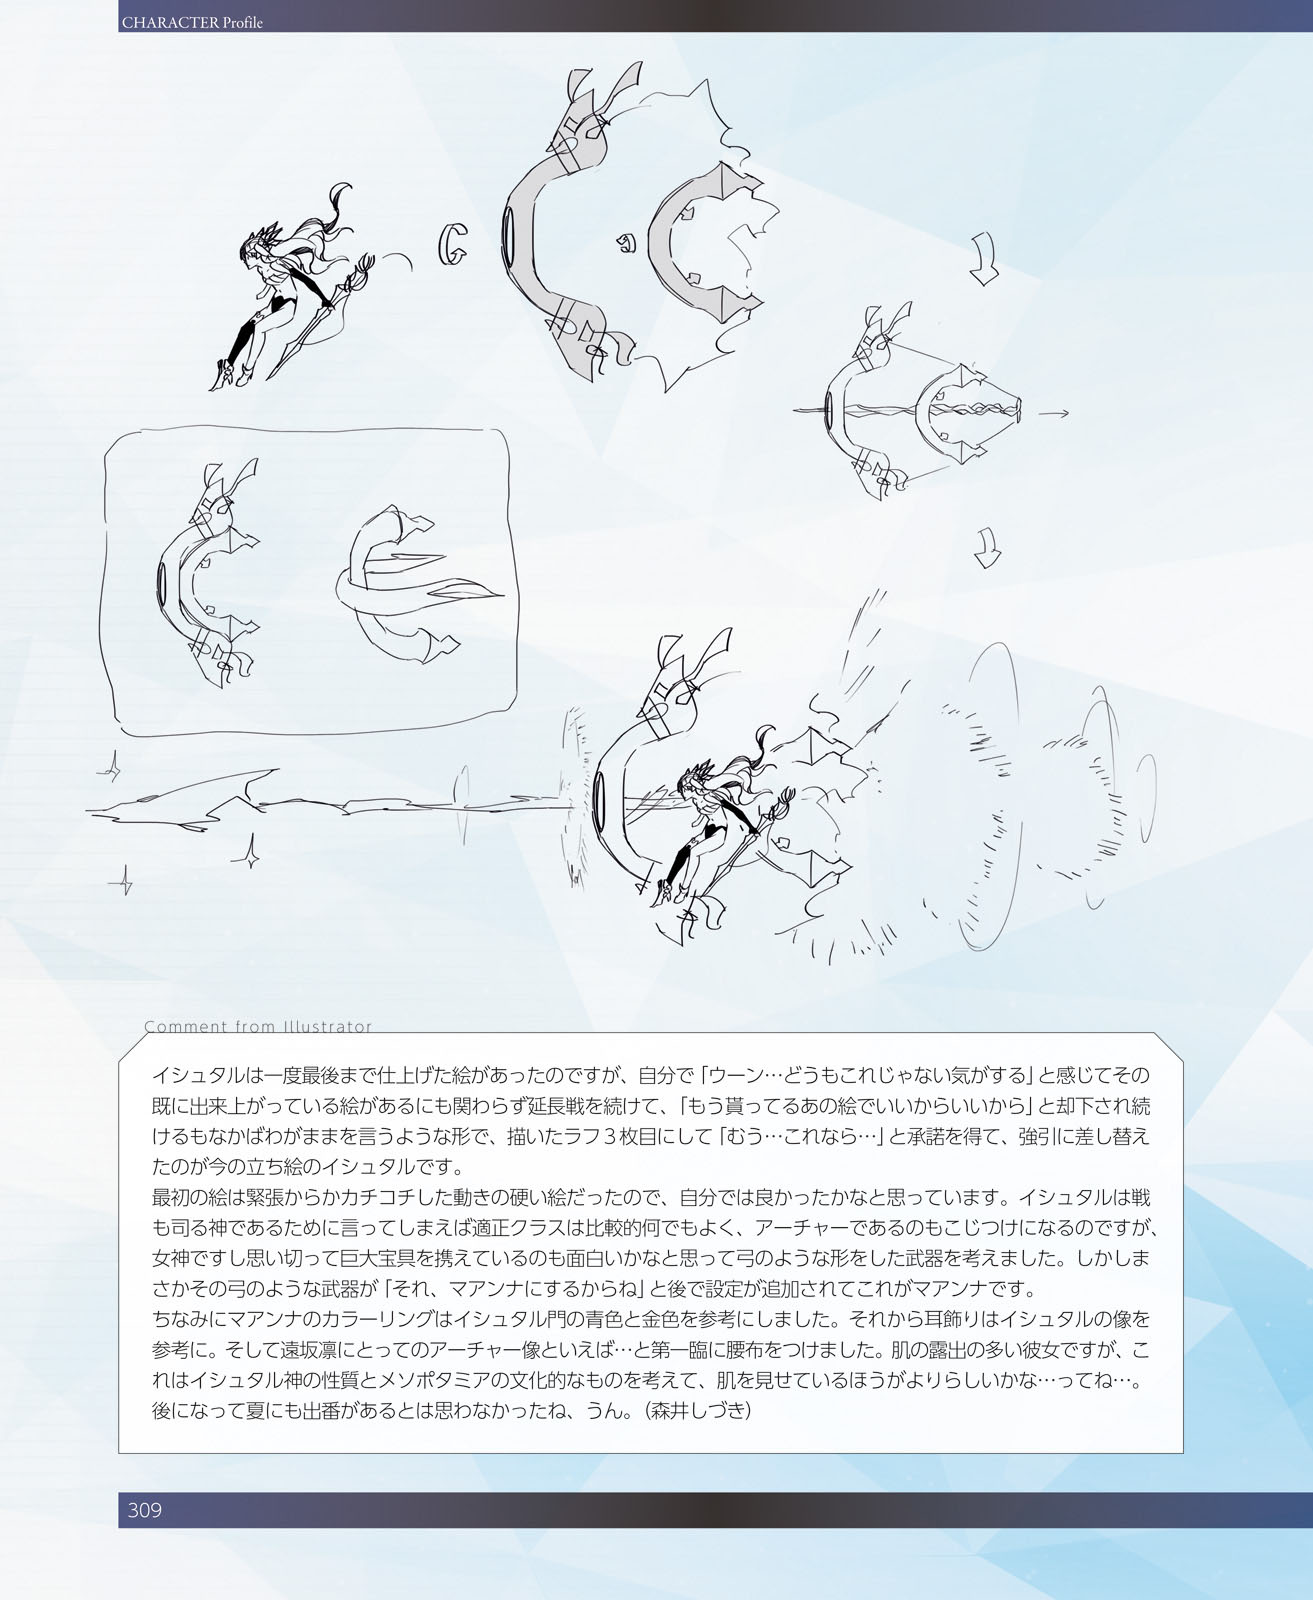 CHARACTER Profile
Comment from Illustrator
イシュタルは一度最後まで仕上げた絵があったのですが、自分で「ウーン…どうもこれじゃない気がする」と感じてその
既に出来上がっている絵があるにも関わらず延長戦を続けて、「もう貰ってるあの絵でいいからいいから」と却下され続
けるもなかばわがままを言うような形で、描いたラフ３枚目にして「むう…これなら…」と承諾を得て、強引に差し替え
たのが今の立ち絵のイシュタルです。
最初の絵は緊張からかカチコチした動きの硬い絵だったので、自分では良かったかなと思っています。イシュタルは戦
も司る神であるために言ってしまえば適正クラスは比較的何でもよく、アーチャーであるのもこじつけになるのですが、
女神ですし思い切って巨大宝具を携えているのも面白いかなと思って弓のような形をした武器を考えました。しかしま
さかその弓のような武器が「それ、マアンナにするからね」と後で設定が追加されてこれがマアンナです。
ちなみにマアンナのカラーリングはイシュタル門の青色と金色を参考にしました。それから耳飾りはイシュタルの像を
参考に。そして遠坂凛にとってのアーチャー像といえば…と第一臨に腰布をつけました。肌の露出の多い彼女ですが、こ
れはイシュタル神の性質とメソポタミアの文化的なものを考えて、肌を見せているほうがよりらしいかな…ってね…。
後になって夏にも出番があるとは思わなかったね、うん。（森井しづき）
309